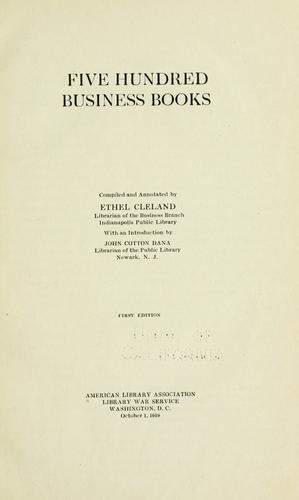 FIVE HUNDRED
BUSINESS BOOKS
Compiled and Annotated by
ETHEL CLELAND
Librarian of the Business Branch
Indianapolis Public Library
With an Introduction by
JOHN COTTON DANA
Librarian of the Public Library
Newark, N. J.
FIRST EDITION
AMERICAN LIBRARY ASSOCIATION
LIBRARY WAR SERVICE
WASHINGTON, D. C.
October 1, 1919